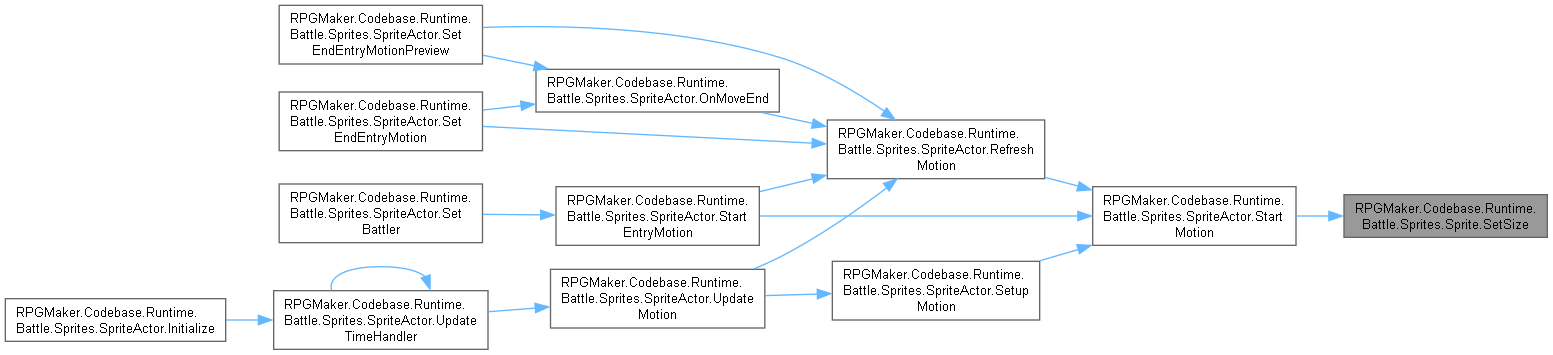 RPGMaker.Codebase.Runtime.
Battle.Sprites.SpriteActor.Set
EndEntryMotionPreview
RPGMaker.Codebase.Runtime.
Battle.Sprites.SpriteActor.OnMoveEnd
RPGMaker.Codebase.Runtime.
Battle.Sprites.SpriteActor.Set
EndEntryMotion
RPGMaker.Codebase.Runtime.
Battle.Sprites.SpriteActor.Refresh
Motion
RPGMaker.Codebase.Runtime.
Battle.Sprites.SpriteActor.Set
Battler
RPGMaker.Codebase.Runtime.
Battle.Sprites.SpriteActor.Start
EntryMotion
RPGMaker.Codebase.Runtime.
Battle.Sprites.SpriteActor.Start
Motion
RPGMaker.Codebase.Runtime.
Battle.Sprites.Sprite.SetSize
RPGMaker.Codebase.Runtime.
Battle.Sprites.SpriteActor.Initialize
RPGMaker.Codebase.Runtime.
Battle.Sprites.SpriteActor.Update
TimeHandler
RPGMaker.Codebase.Runtime.
Battle.Sprites.SpriteActor.Update
Motion
RPGMaker.Codebase.Runtime.
Battle.Sprites.SpriteActor.Setup
Motion